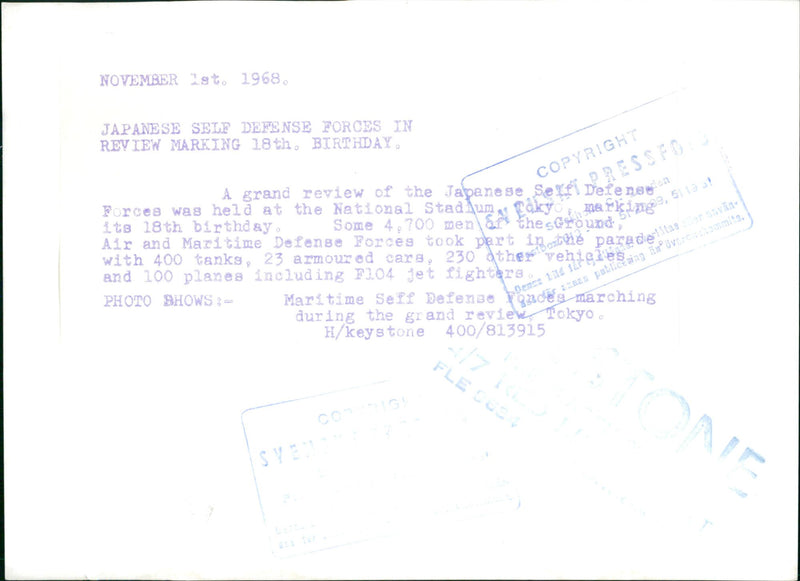 NOVEMBER 1st. 1968.
JAPANESE SELF DEFENSE FORCES IN
REVIEW MARKING 18th. BIRTHDAY.
A grand review of the Japanese Self Defense
Forces was held at the National Stadium, Tokyo, marking
its 18th birthday. Some 4,700 men of the Ground,
Air and Maritime Defense Forces took part in the parade
with 400 tanks, 23 armoured cars, 230 other vehicles
and 100 planes including F104 jet fighters.
PHOTO SHOWS:- Maritime Seff Defense Forces marching
during the grand review, Tokyo.
H/keystone 400/813915
COPYRIGHT
SVENSKT PRESSFOTO
KEYSTONE
FLE
COPYRIGHT